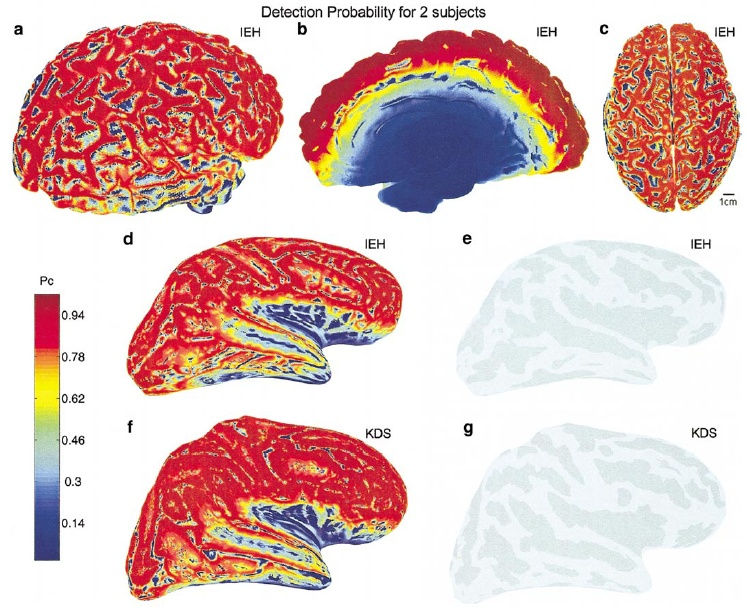 Detection Probability for 2 subjects
a
IEH
b
IEH
c
IEH
1cm
d
IEH
e
IEH
Pc
0.94
0.78
0.62
0.46
0.3
0.14
f
KDS
g
KDS